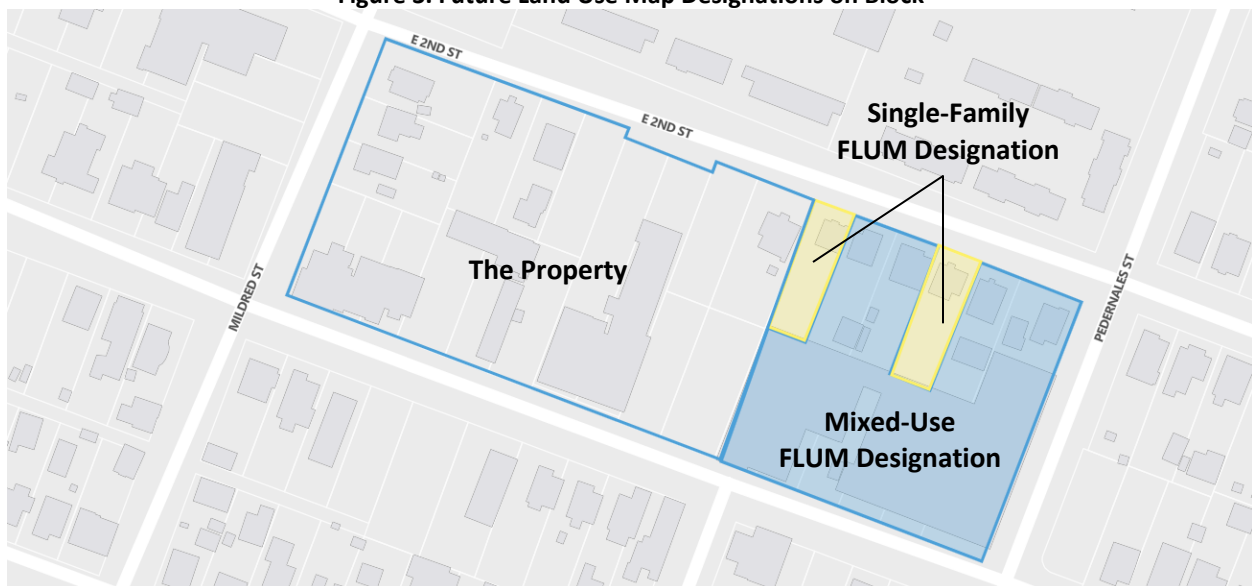 Figure 3. Future Land Use Map Designations on Block
E 2ND ST
E 2ND ST
Single-Family
FLUM Designation
The Property
MILDRED ST
PEDERNALES ST
Mixed-Use
FLUM Designation